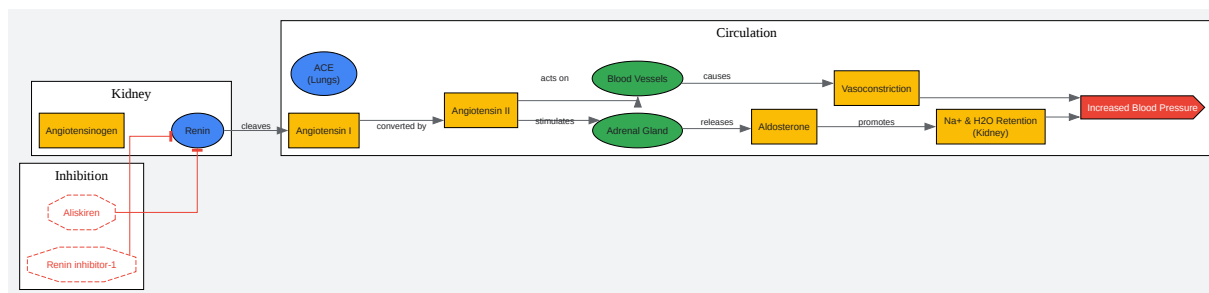 Circulation
ACE
(Lungs)
acts on
Blood Vessels
causes
Vasoconstriction
Increased Blood Pressure
Kidney
Angiotensinogen
Renin
cleaves
Angiotensin I
converted by
Angiotensin II
stimulates
Adrenal Gland
releases
Aldosterone
promotes
Na+ & H2O Retention
(Kidney)
Inhibition
Aliskiren
Renin inhibitor-1